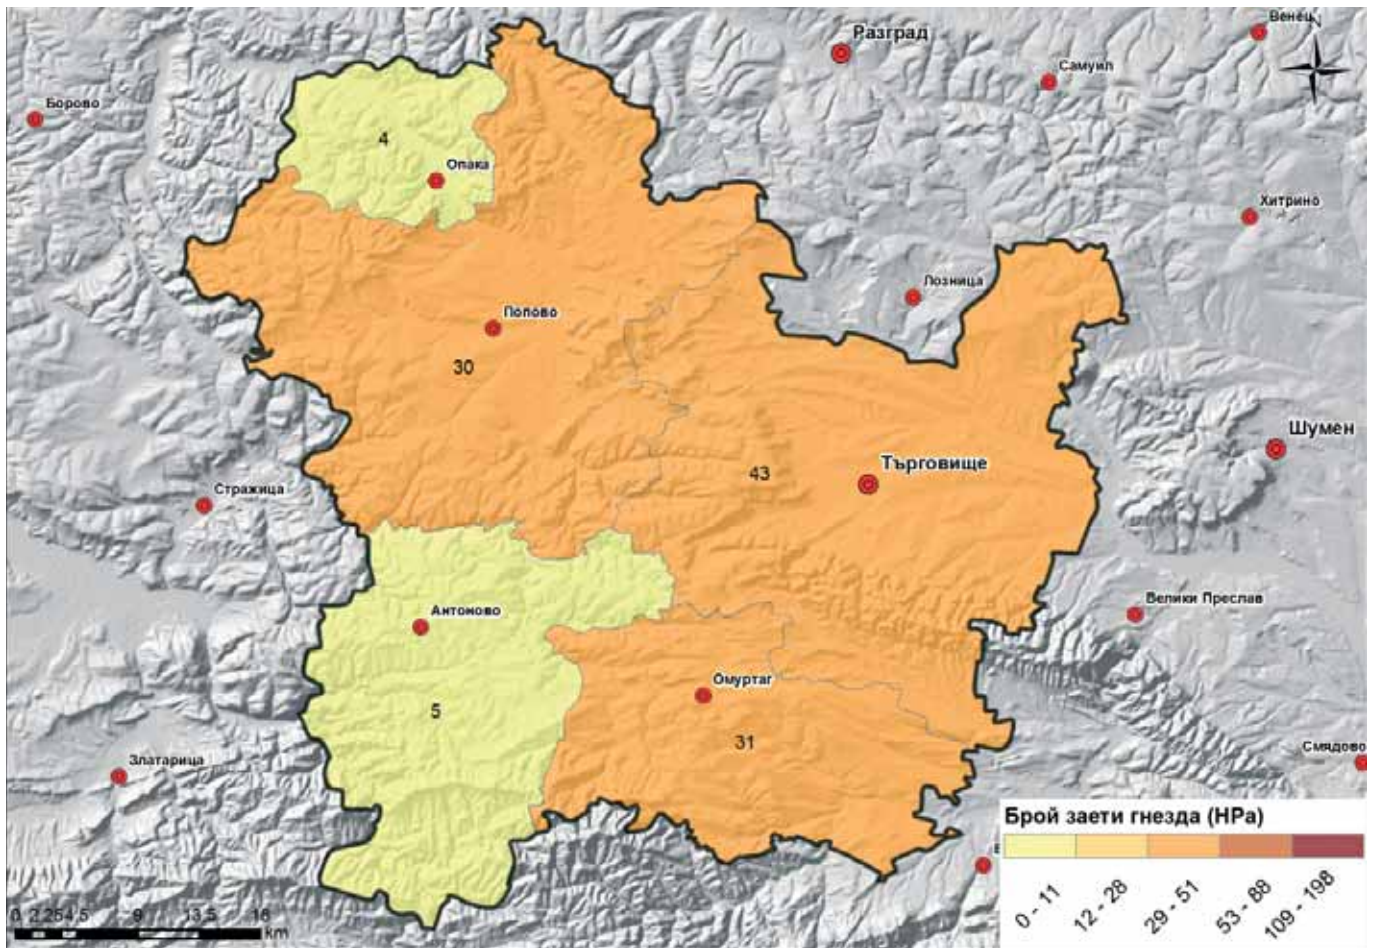 Венец
Разград
Самуил
Борово
4
Опака
Хитрино
Лозница
Попово
30
Шумен
Търговище
43
Стражица
Велики Преслав
Антоново
Омуртаг
5
31
Смядово
Златарица
Брой заети гнезда (HPa)
0 - 11
12 - 28
29 - 51
53 - 88
109 - 198
0 2,25 4,5 9 13,5 18
km